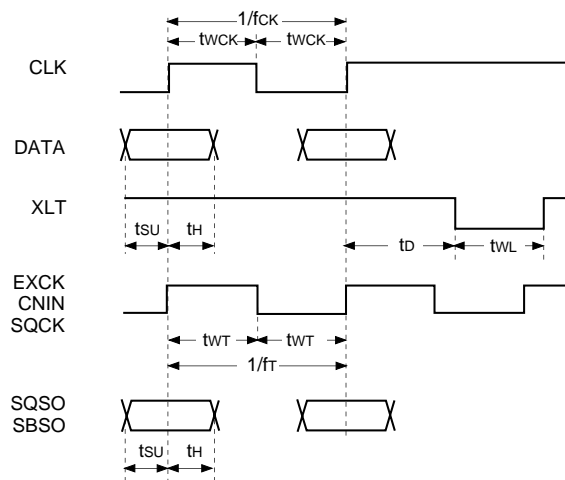 1/fCK
tWCK tWCK
CLK
DATA
XLT
tSU tH
tD tWL
EXCK
CNIN
SQCK
tWT tWT
1/fT
SQSO
SBSO
tSU tH